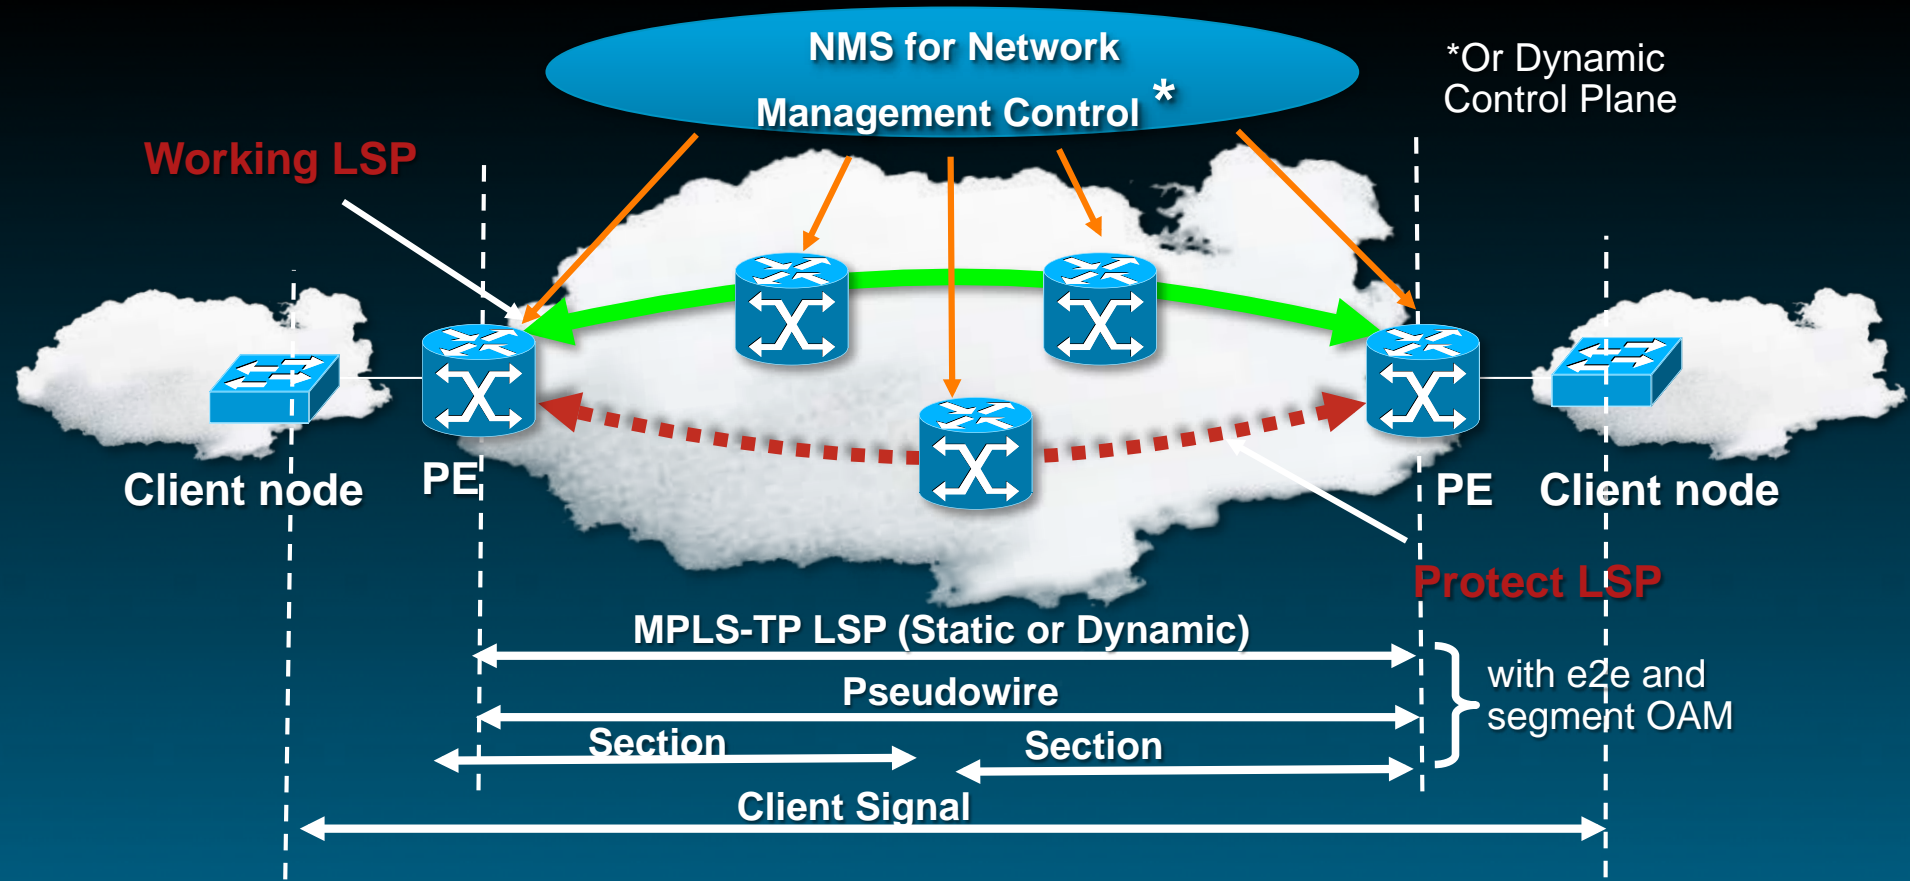 NMS for Network
Management Control *
*Or Dynamic
Control Plane
Working LSP
Client node
PE
PE
Client node
Protect LSP
MPLS-TP LSP (Static or Dynamic)
Pseudowire
with e2e and
segment OAM
Section
Section
Client Signal